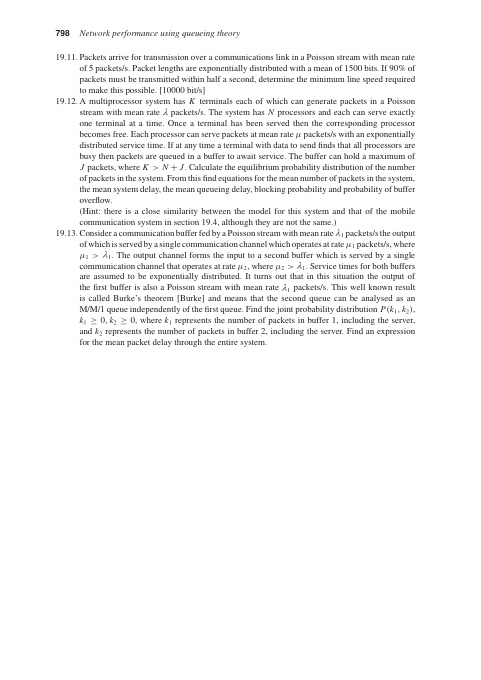 798 Network performance using queueing theory
19.11. Packets arrive for transmission over a communications link in a Poisson stream with mean rate
of 5 packets/s. Packet lengths are exponentially distributed with a mean of 1500 bits. If 90% of
packets must be transmitted within half a second, determine the minimum line speed required
to make this possible. [10000 bit/s]
19.12. A multiprocessor system has K terminals each of which can generate packets in a Poisson
stream with mean rate λ packets/s. The system has N processors and each can serve exactly
one terminal at a time. Once a terminal has been served then the corresponding processor
becomes free. Each processor can serve packets at mean rate μ packets/s with an exponentially
distributed service time. If at any time a terminal with data to send finds that all processors are
busy then packets are queued in a buffer to await service. The buffer can hold a maximum of
J packets, where K > N + J. Calculate the equilibrium probability distribution of the number
of packets in the system. From this find equations for the mean number of packets in the system,
the mean system delay, the mean queueing delay, blocking probability and probability of buffer
overflow.
(Hint: there is a close similarity between the model for this system and that of the mobile
communication system in section 19.4, although they are not the same.)
19.13. Consider a communication buffer fed by a Poisson stream with mean rate λ₁ packets/s the output
of which is served by a single communication channel which operates at rate μ₁ packets/s, where
μ₁ > λ₁. The output channel forms the input to a second buffer which is served by a single
communication channel that operates at rate μ₂, where μ₂ > λ₁. Service times for both buffers
are assumed to be exponentially distributed. It turns out that in this situation the output of
the first buffer is also a Poisson stream with mean rate λ₁ packets/s. This well known result
is called Burke's theorem [Burke] and means that the second queue can be analysed as an
M/M/1 queue independently of the first queue. Find the joint probability distribution P(k₁, k₂),
k₁ ≥ 0, k₂ ≥ 0, where k₁ represents the number of packets in buffer 1, including the server,
and k₂ represents the number of packets in buffer 2, including the server. Find an expression
for the mean packet delay through the entire system.